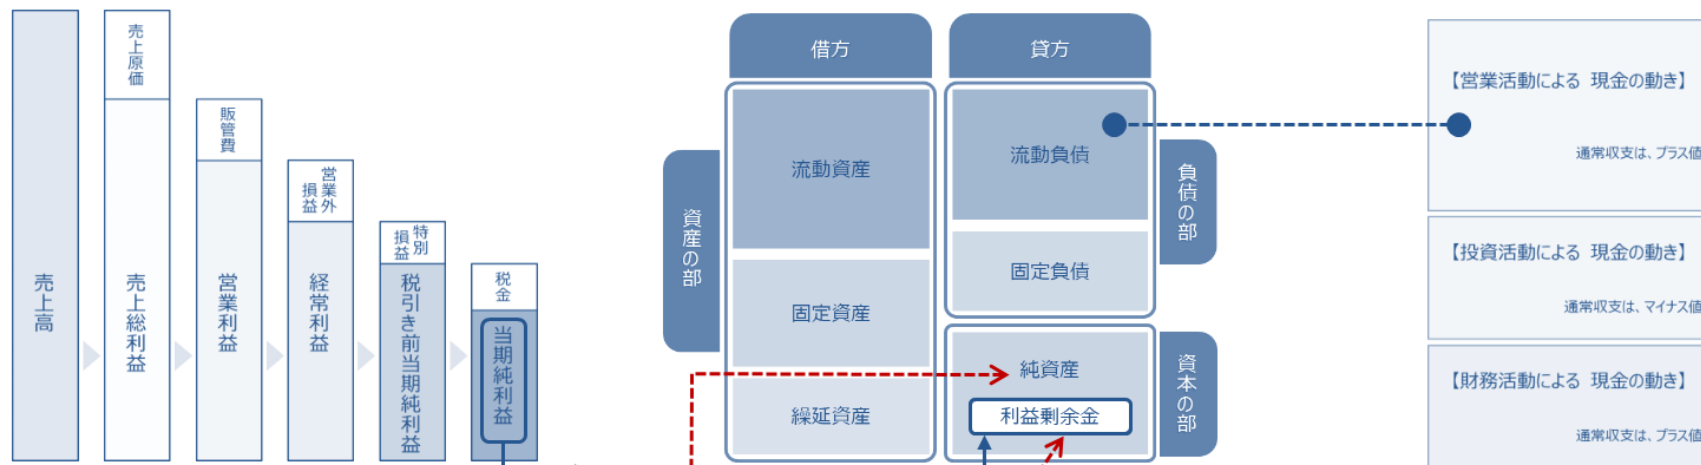 売上高
売上原価
売上総利益
販管費
営業利益
営業外
損益
経常利益
特別
損益
税引き前当期純利益
税金
当期純利益
借方
貸方
資産の部
流動資産
固定資産
繰延資産
流動負債
固定負債
負債の部
純資産
利益剰余金
資本の部
【営業活動による 現金の動き】
通常収支は、プラス値
【投資活動による 現金の動き】
通常収支は、マイナス値
【財務活動による 現金の動き】
通常収支は、プラス値